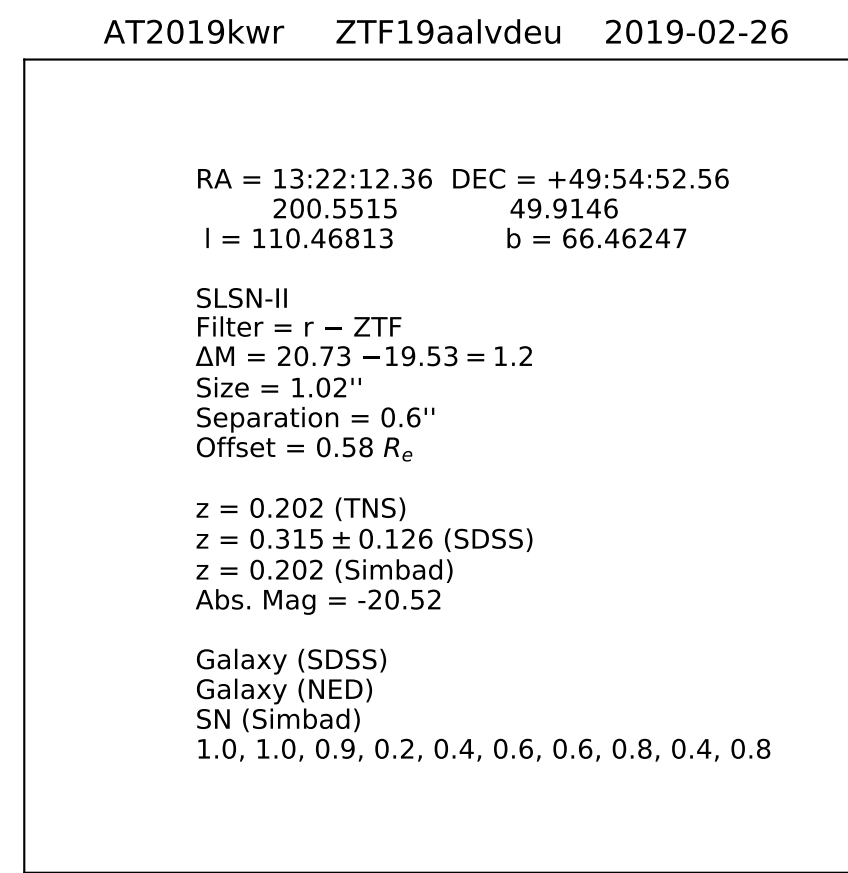 AT2019kwr ZTF19aalvdeu 2019-02-26
RA = 13:22:12.36 DEC = +49:54:52.56
200.5515 49.9146
l = 110.46813 b = 66.46247
SLSN-II
Filter = r − ZTF
ΔM = 20.73 −19.53 = 1.2
Size = 1.02''
Separation = 0.6''
Offset = 0.58 Rₑ
z = 0.202 (TNS)
z = 0.315 ± 0.126 (SDSS)
z = 0.202 (Simbad)
Abs. Mag = -20.52
Galaxy (SDSS)
Galaxy (NED)
SN (Simbad)
1.0, 1.0, 0.9, 0.2, 0.4, 0.6, 0.6, 0.8, 0.4, 0.8